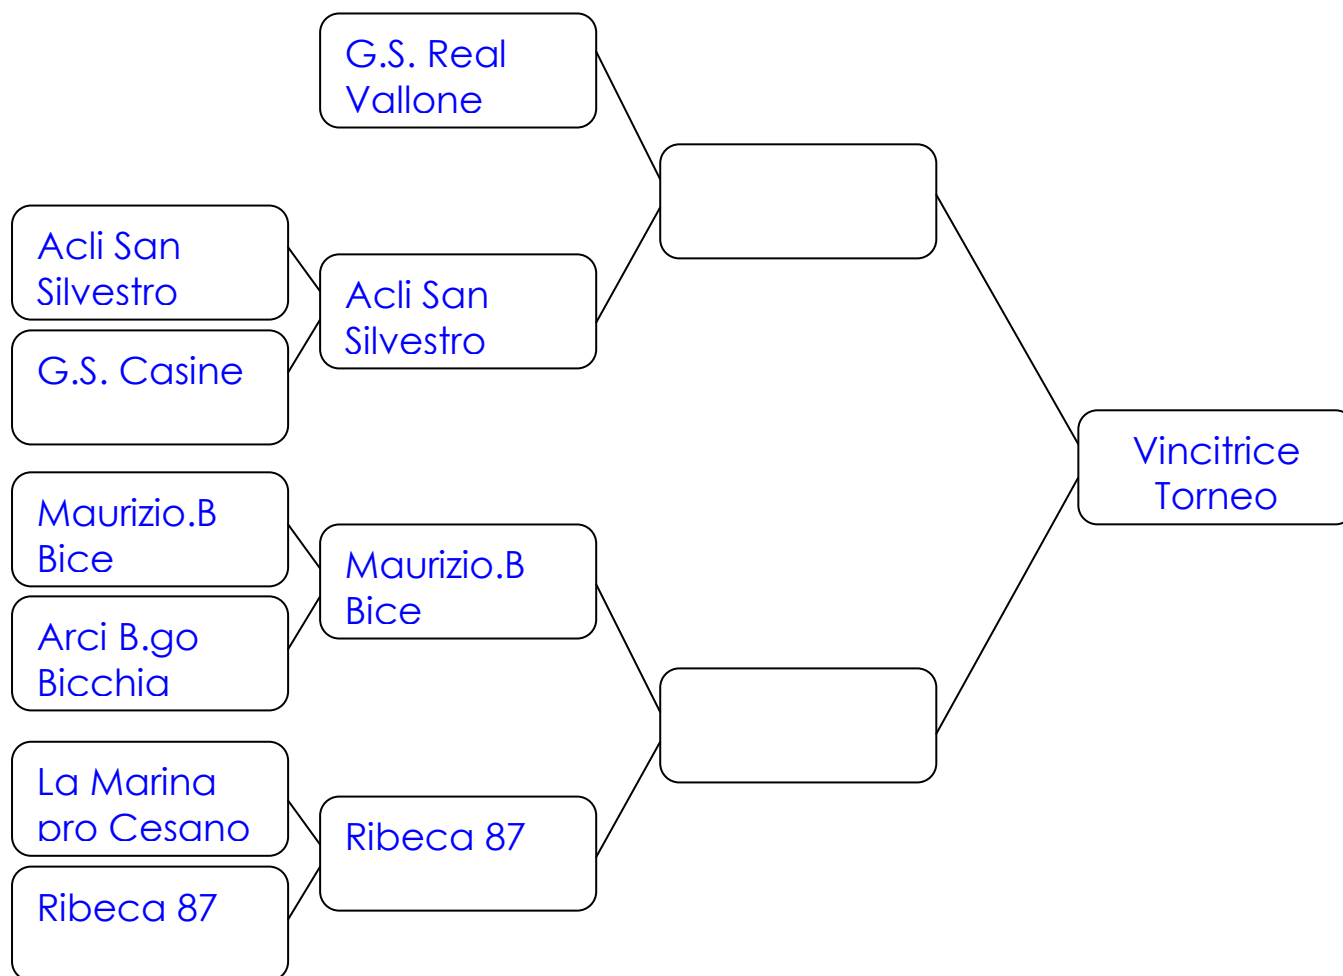 G.S. Real
Vallone
Acli San
Silvestro
G.S. Casine
Acli San
Silvestro
Maurizio.B
Bice
Arci B.go
Bicchia
Maurizio.B
Bice
La Marina
pro Cesano
Ribeca 87
Ribeca 87
Vincitrice
Torneo